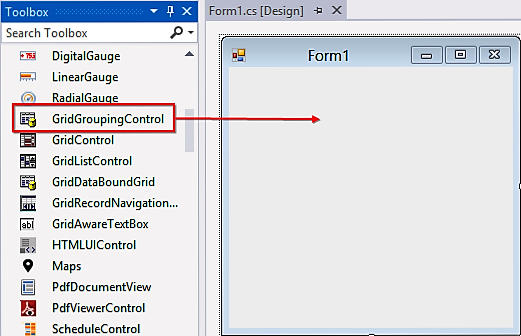 Toolbox
Search Toolbox
DigitalGauge
LinearGauge
RadialGauge
GridGroupingControl
GridControl
GridListControl
GridDataBoundGrid
GridRecordNavigation...
GridAwareTextBox
HTMLUIControl
Maps
PdfDocumentView
PdfViewerControl
ScheduleControl
Form1.cs [Design]
Form1